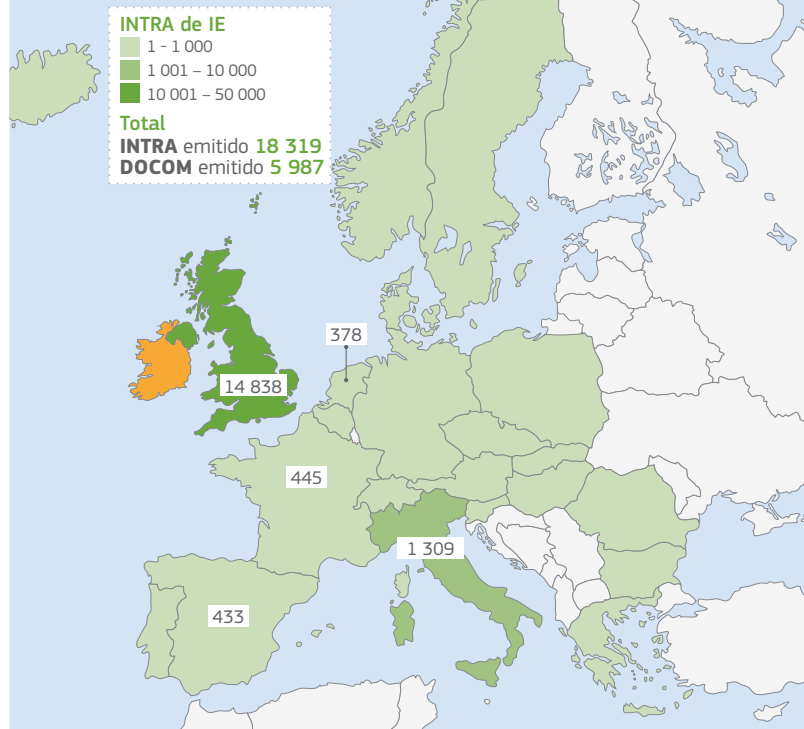 INTRA de IE
1 - 1 000
1 001 – 10 000
10 001 – 50 000
Total
INTRA emitido 18 319
DOCOM emitido 5 987
378
14 838
445
1 309
433